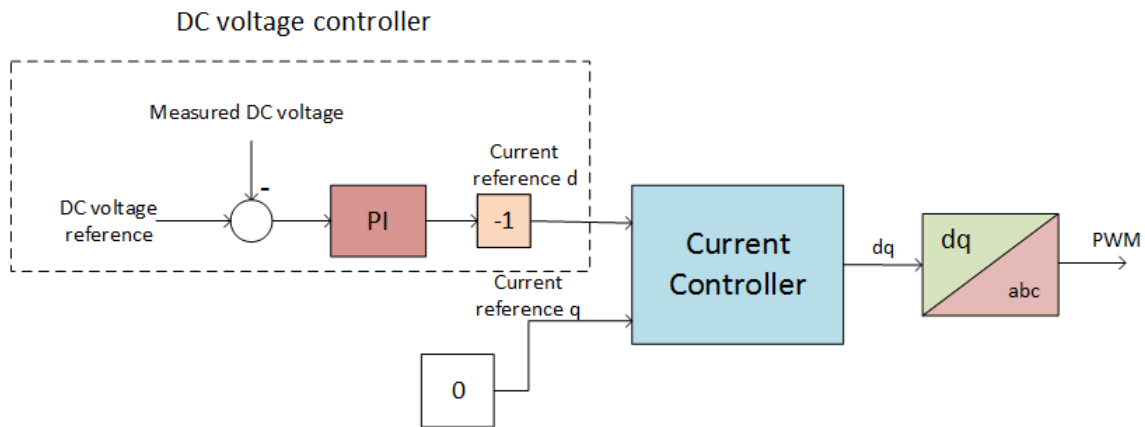 DC voltage controller
Measured DC voltage
-
DC voltage
reference
PI
Current
reference d
-1
Current
reference q
0
Current
Controller
dq
dq
abc
PWM